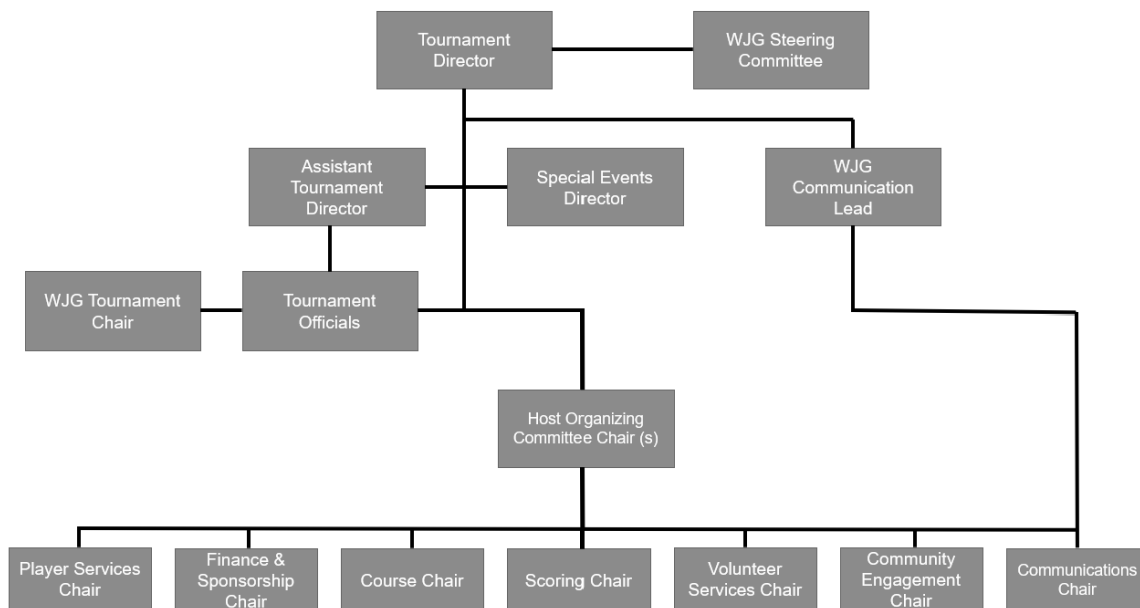 Tournament
Director
WJG Steering
Committee
Assistant
Tournament
Director
Special Events
Director
WJG
Communication
Lead
WJG Tournament
Chair
Tournament
Officials
Host Organizing
Committee Chair (s)
Player Services
Chair
Finance &
Sponsorship
Chair
Course Chair
Scoring Chair
Volunteer
Services Chair
Community
Engagement
Chair
Communications
Chair